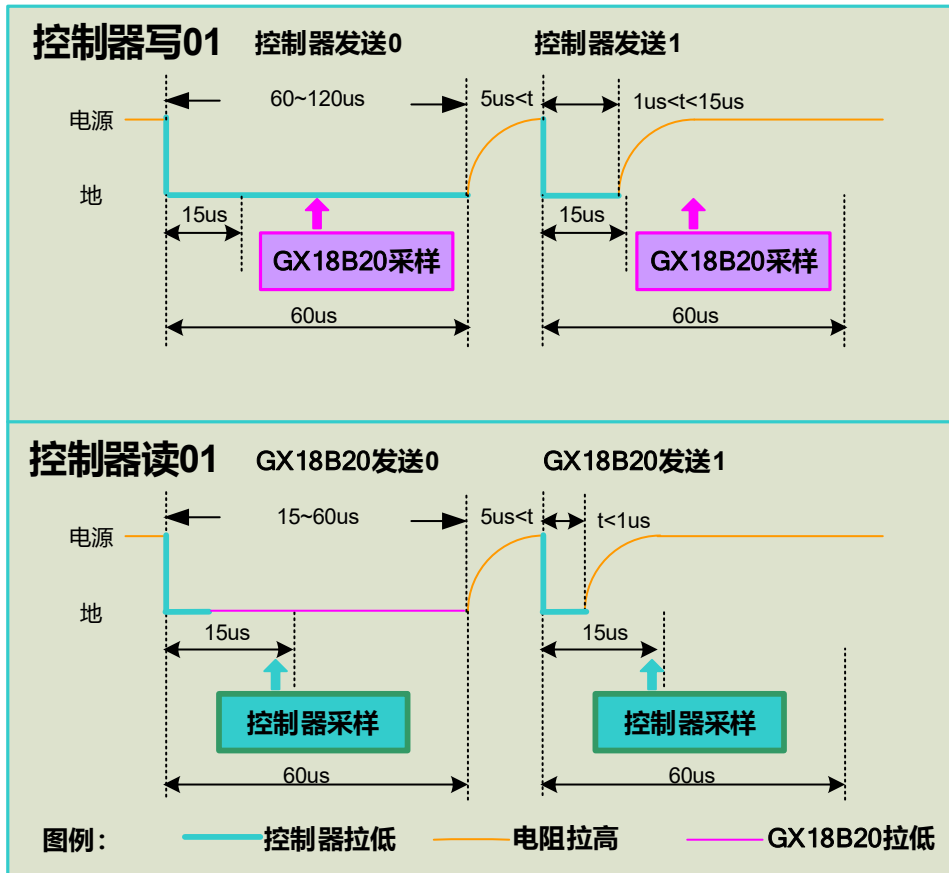 控制器写01
控制器发送0
控制器发送1
60~120us
5us<t
1us<t<15us
电源
地
15us
15us
GX18B20采样
GX18B20采样
60us
60us
控制器读01
GX18B20发送0
GX18B20发送1
15~60us
5us<t
t<1us
电源
地
15us
15us
控制器采样
控制器采样
60us
60us
图例：
控制器拉低
电阻拉高
GX18B20拉低